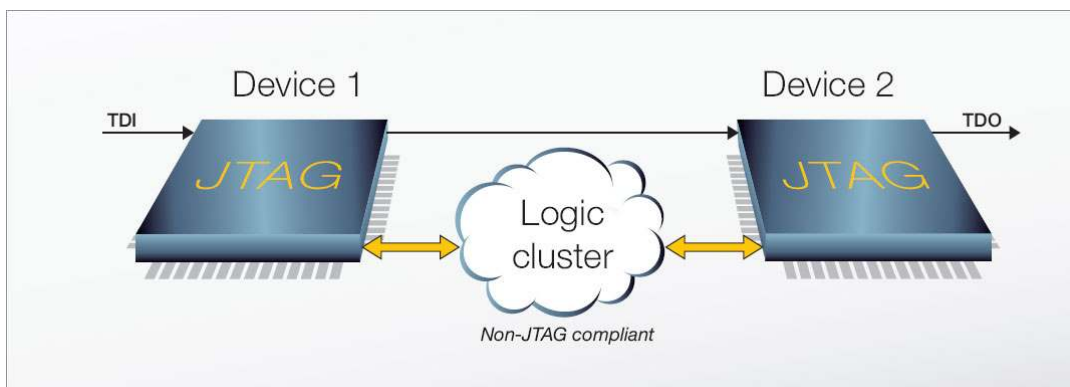 Device 1
Device 2
TDI
TDO
JTAG
JTAG
Logic
cluster
Non-JTAG compliant